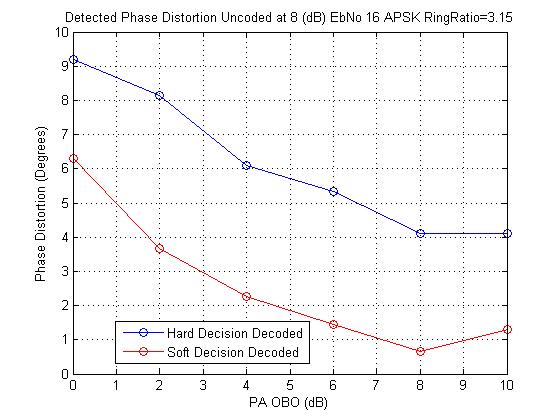 Detected Phase Distortion Uncoded at 8 (dB) EbNo 16 APSK RingRatio=3.15
Phase Distortion (Degrees)
10
9
8
7
6
5
4
3
2
1
0
Hard Decision Decoded
Soft Decision Decoded
0 1 2 3 4 5 6 7 8 9 10
PA OBO (dB)